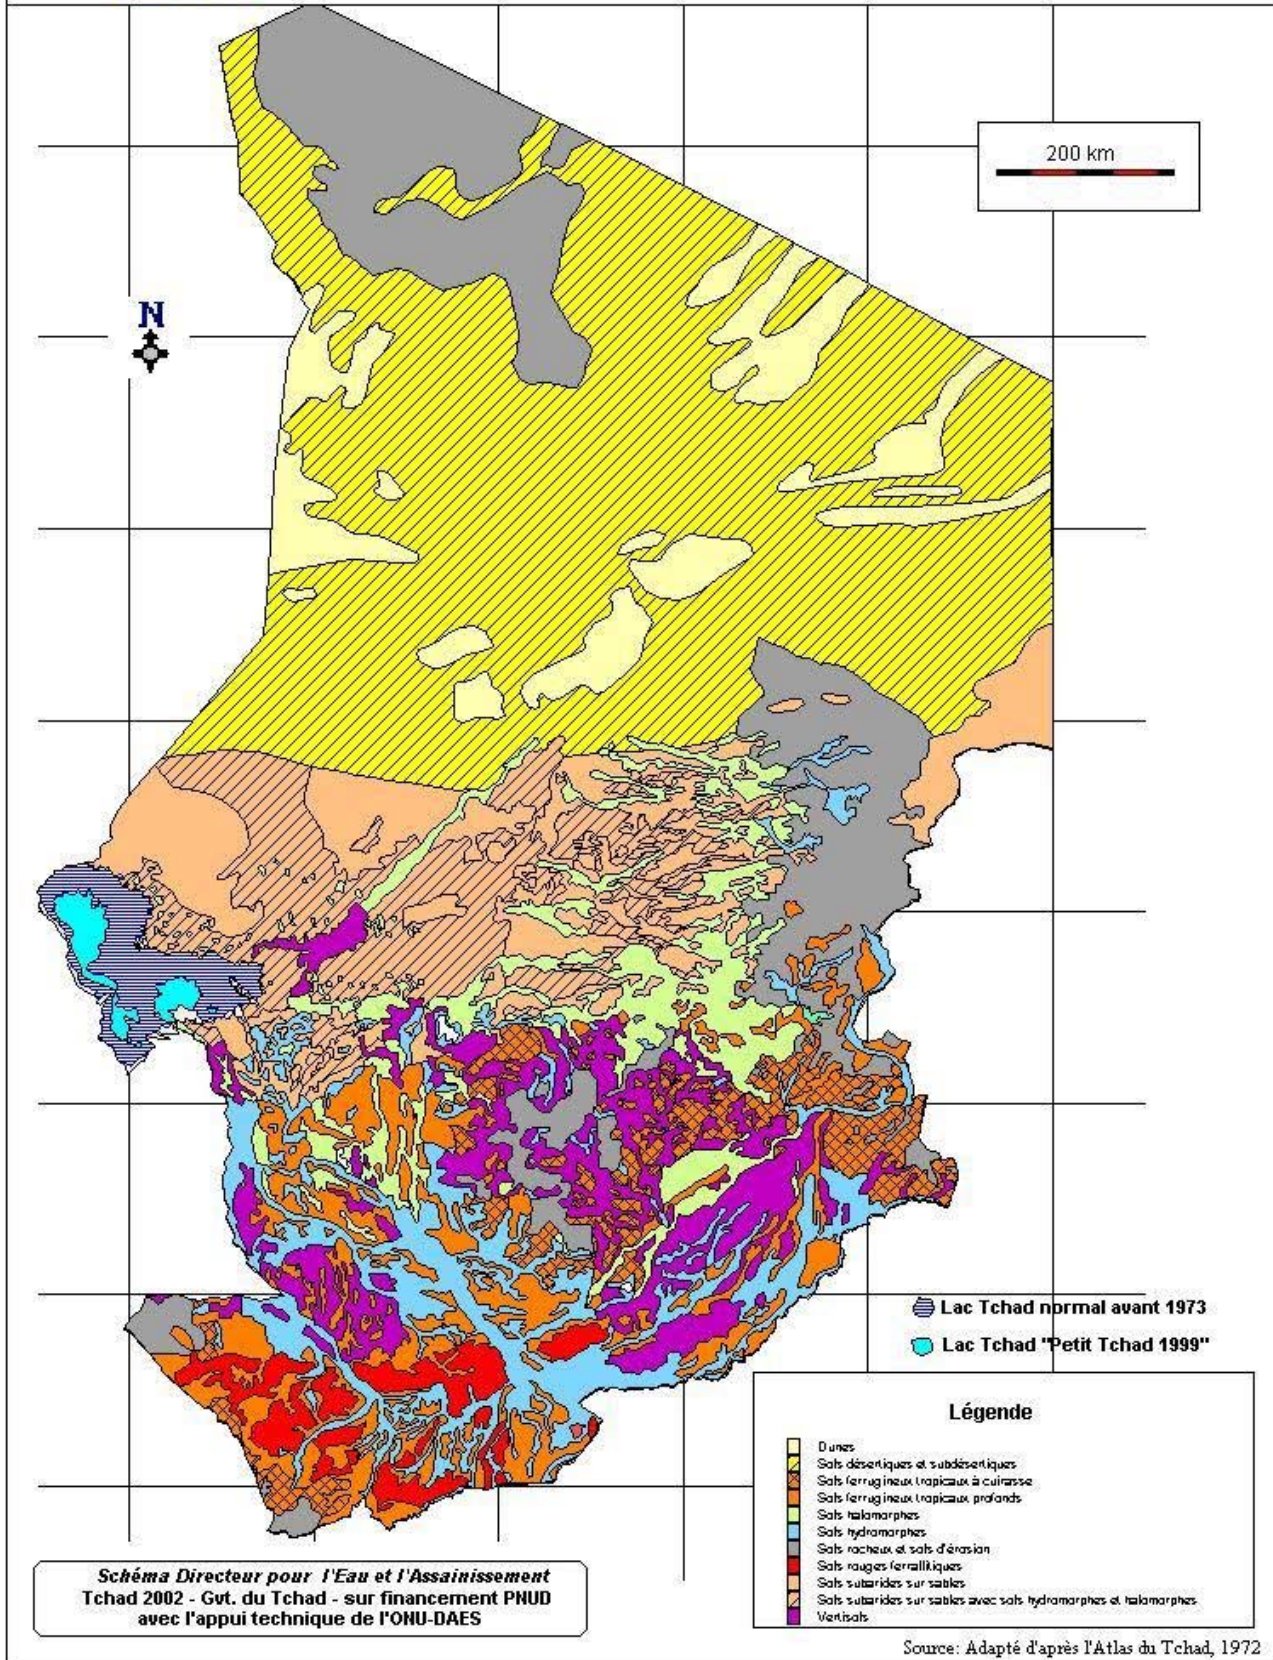 200 km
N
Lac Tchad normal avant 1973
Lac Tchad "Petit Tchad 1999"
Légende
Dunes
Sols désertiques et subdésertiques
Sols ferrugineux tropicaux à cuirasse
Sols ferrugineux tropicaux profonds
Sols halomorphes
Sols hydromorphes
Sols rocheux et sols d'érosion
Sols rouges ferrallitiques
Sols subarides sur sables
Sols subarides sur sables avec sols hydromorphes et halomorphes
Vertisols
Schéma Directeur pour l'Eau et l'Assainissement
Tchad 2002 - Gvt. du Tchad - sur financement PNUD
avec l'appui technique de l'ONU-DAES
Source: Adapté d'après l'Atlas du Tchad, 1972